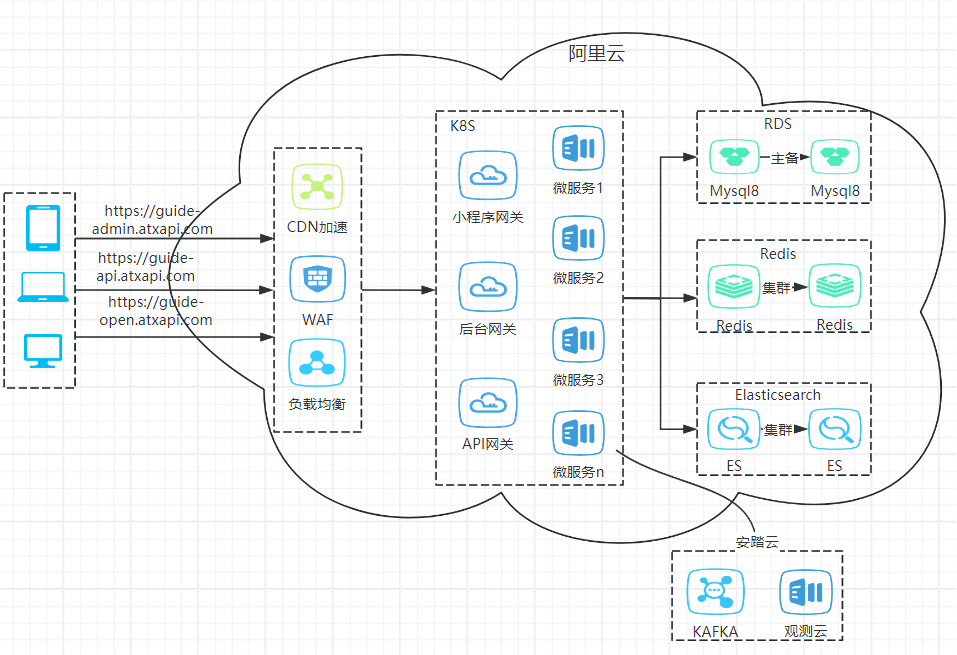 阿里云
https://guide-
admin.atxapi.com
https://guide-
api.atxapi.com
https://guide-
open.atxapi.com
CDN加速
WAF
负载均衡
K8S
小程序网关
后台网关
API网关
微服务1
微服务2
微服务3
微服务n
RDS
主备
Mysql8
Mysql8
Redis
集群
Redis
Redis
Elasticsearch
集群
ES
ES
安踏云
KAFKA
观测云